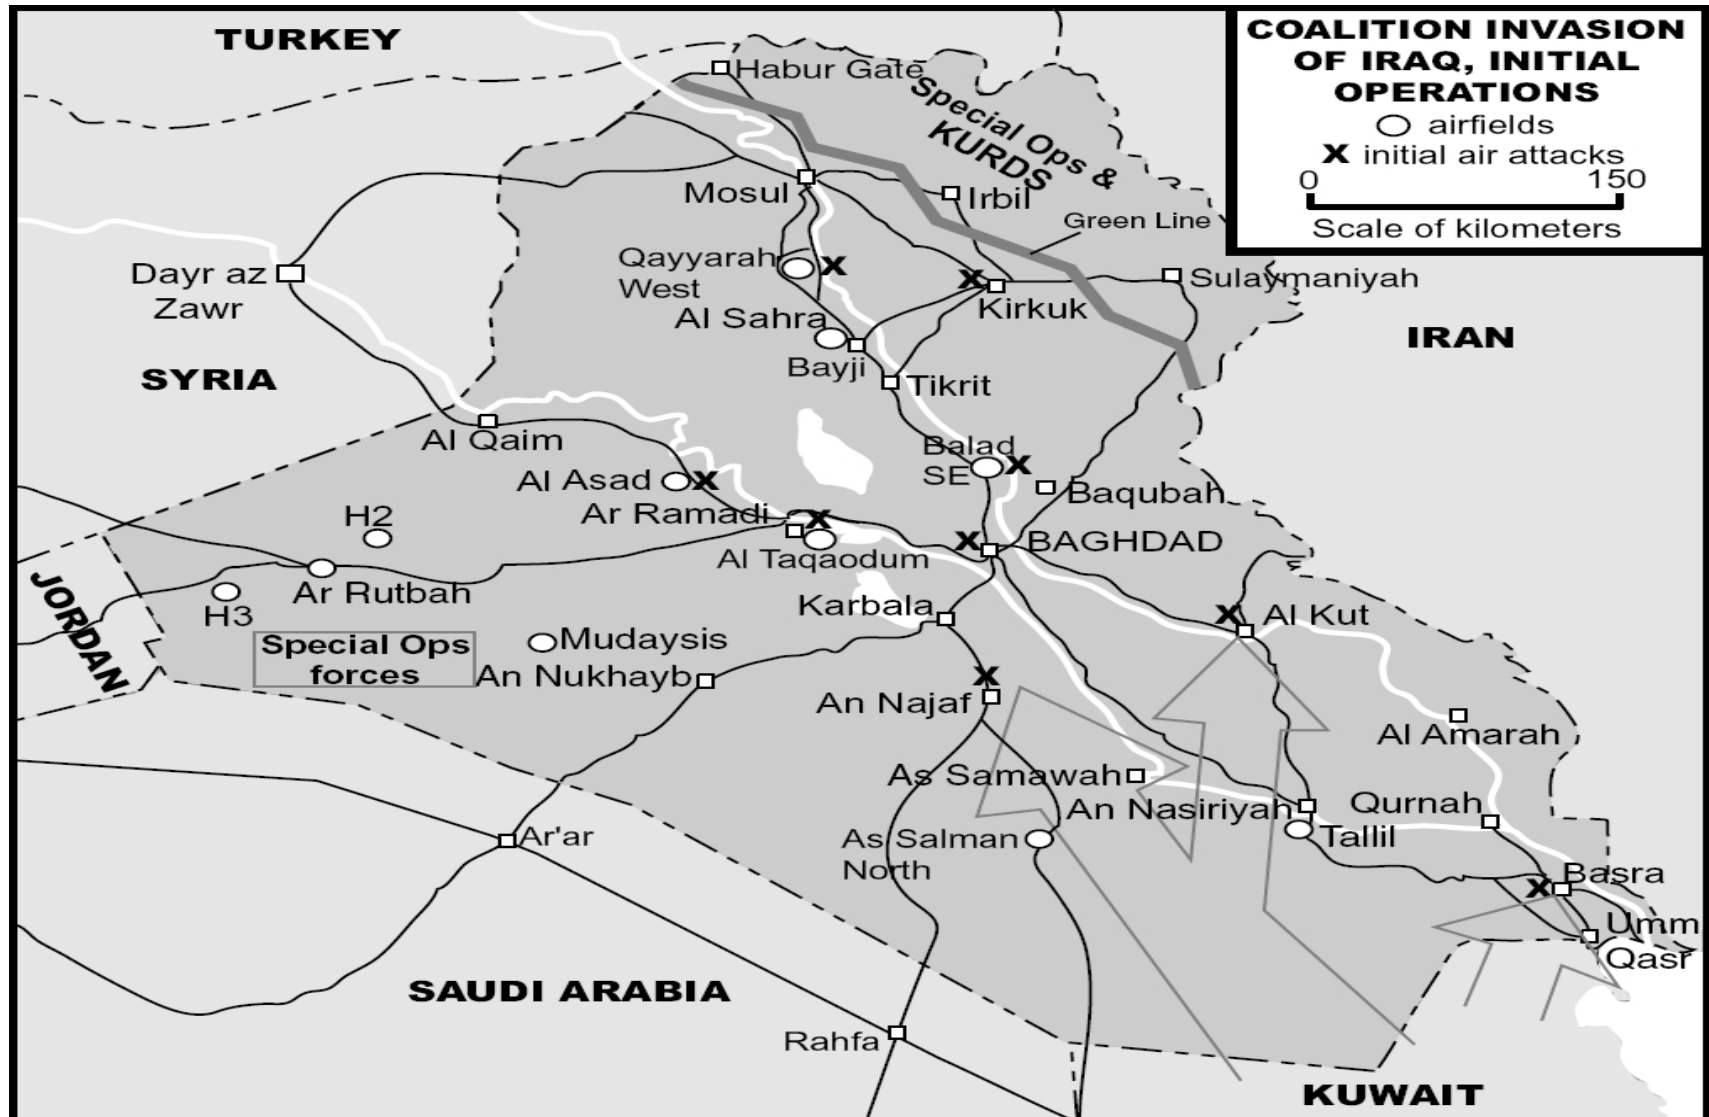 TURKEY
COALITION INVASION
OF IRAQ, INITIAL
OPERATIONS
airfields
X initial air attacks
0 150
Scale of kilometers
Habur Gate
Special Ops &
KURDS
Mosul
Irbil
Green Line
Qayyarah
West
Dayr az
Zawr
Sulaymaniyah
Kirkuk
Al Sahra
IRAN
Bayji
SYRIA
Tikrit
Al Qaim
Balad
SE
Al Asad
Baqubah
Ar Ramadi
H2
BAGHDAD
Al Taqaodum
JORDAN
Ar Rutbah
H3
Karbala
Al Kut
Special Ops
forces
Mudaysis
An Nukhayb
An Najaf
Al Amarah
As Samawah
An Nasiriyah
Qurnah
Tallil
Ar'ar
As Salman
North
Basra
Umm
Qasr
SAUDI ARABIA
Rahfa
KUWAIT